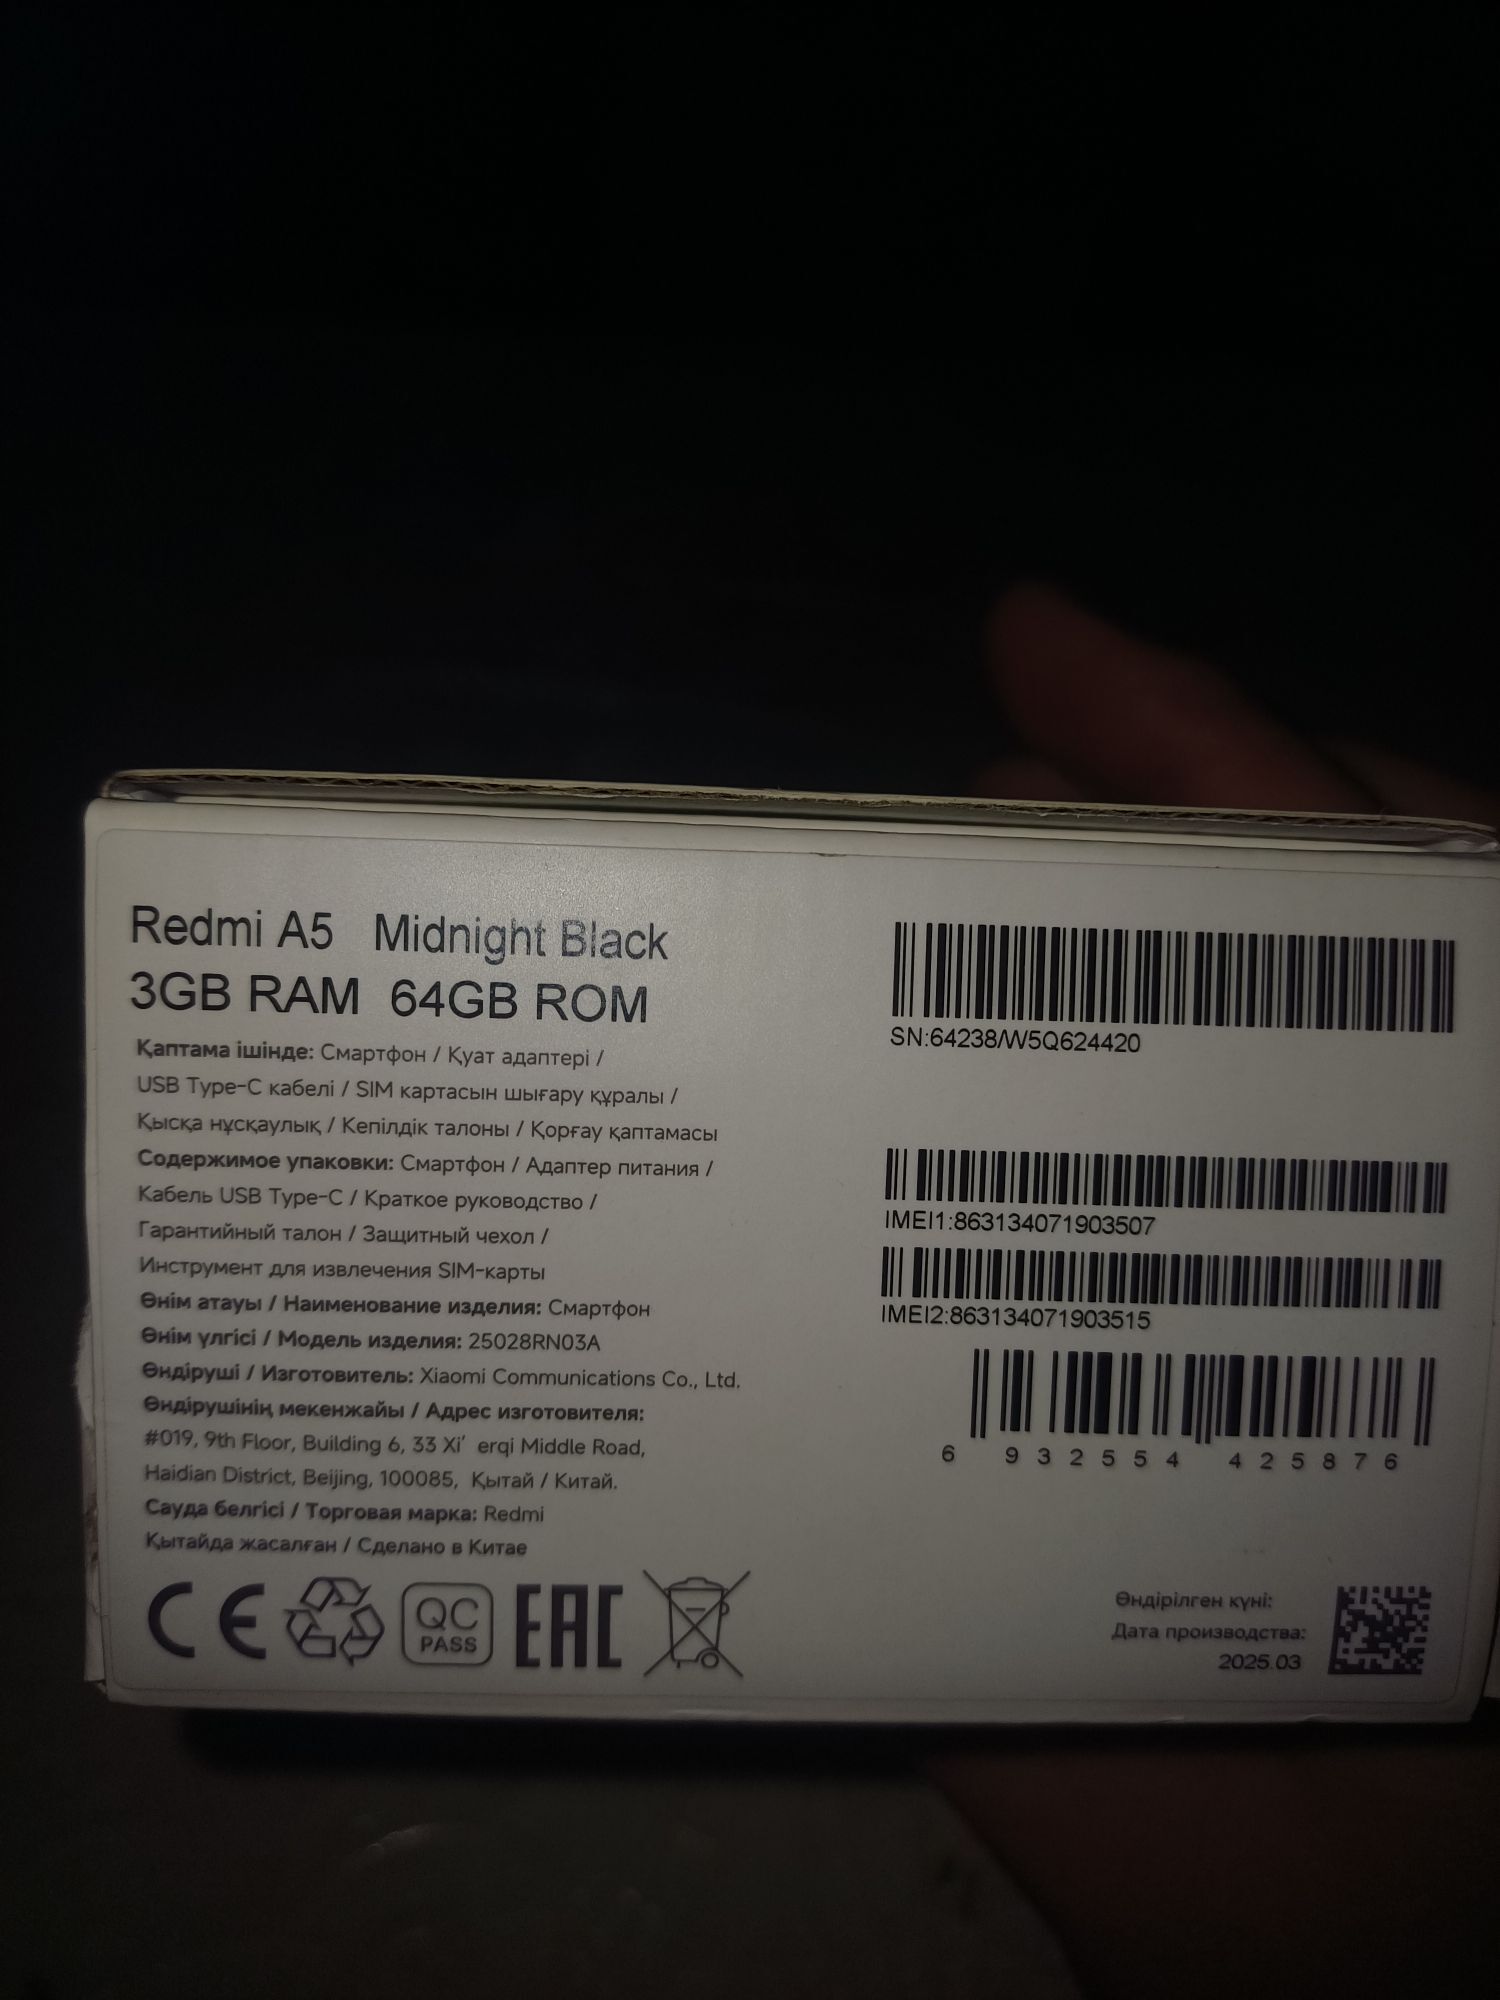 Redmi A5 Midnight Black
3GB RAM 64GB ROM
Қаптама ішінде: Смартфон / Қуат адаптері /
USB Type-C кабелі / SIM картасын шығару құралы /
Қысқа нұсқаулық / Кепілдік талоны / Қорғау қаптамасы
Содержимое упаковки: Смартфон / Адаптер питания /
Кабель USB Type-C / Краткое руководство /
Гарантийный талон / Защитный чехол /
Инструмент для извлечения SIM-карты
Өнім атауы / Наименование изделия: Смартфон
Өнім үлгісі / Модель изделия: 25028RN03A
Өндіруші / Изготовитель: Xiaomi Communications Co., Ltd.
Өндірушінің мекенжайы / Адрес изготовителя:
#019, 9th Floor, Building 6, 33 Xi' erqi Middle Road,
Haidian District, Beijing, 100085, Қытай / Китай.
Сауда белгісі / Торговая марка: Redmi
Қытайда жасалған / Сделано в Китае
CE QC PASS EAC
SN:64238/W5Q624420
IMEI1:863134071903507
IMEI2:863134071903515
6 932554 425876
Өндірілген күні:
Дата производства:
2025.03